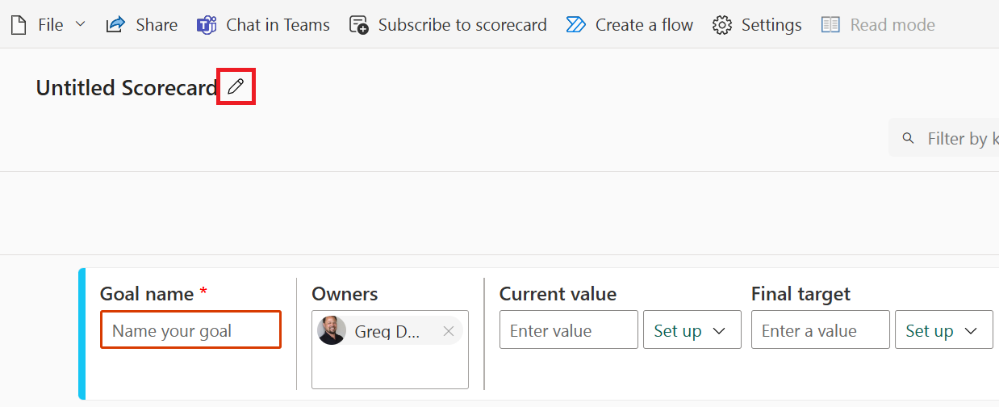 File Share Chat in Teams Subscribe to scorecard Create a flow Settings Read mode
Untitled Scorecard
Filter by k
Goal name * Owners Current value Final target
Name your goal Greg D... Enter value Set up Enter a value Set up